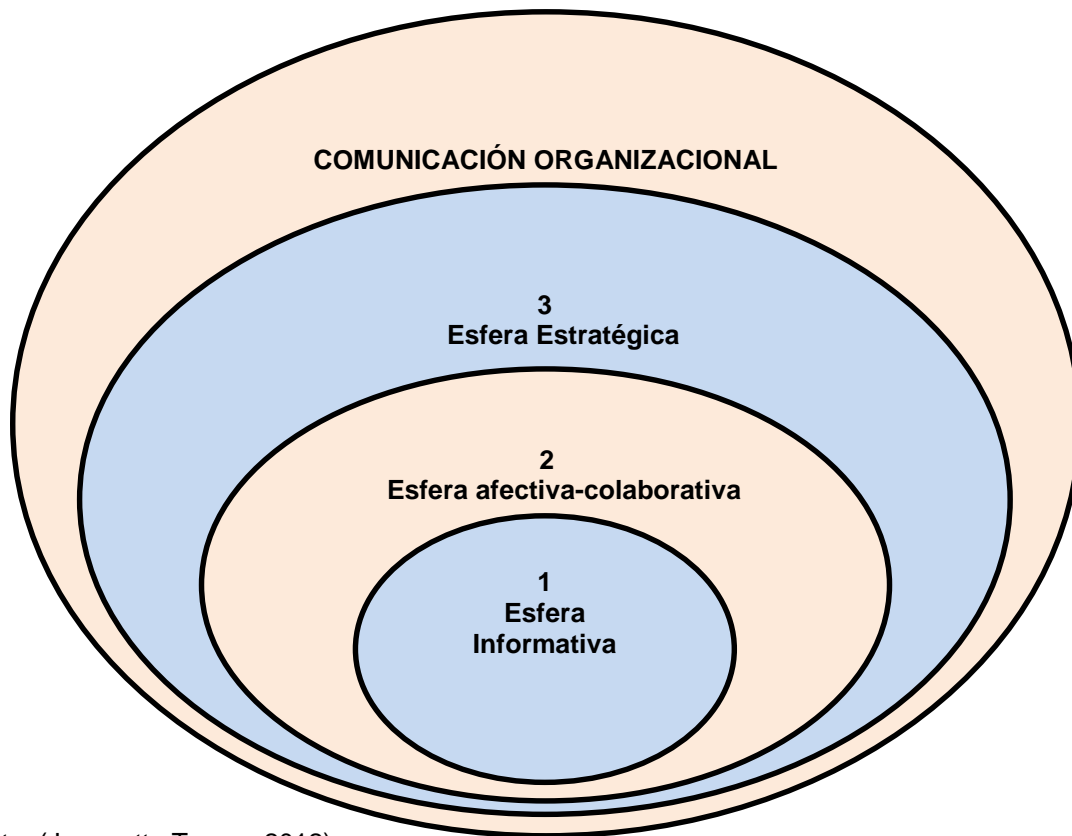 COMUNICACIÓN ORGANIZACIONAL
3
Esfera Estratégica
2
Esfera afectiva-colaborativa
1
Esfera
Informativa